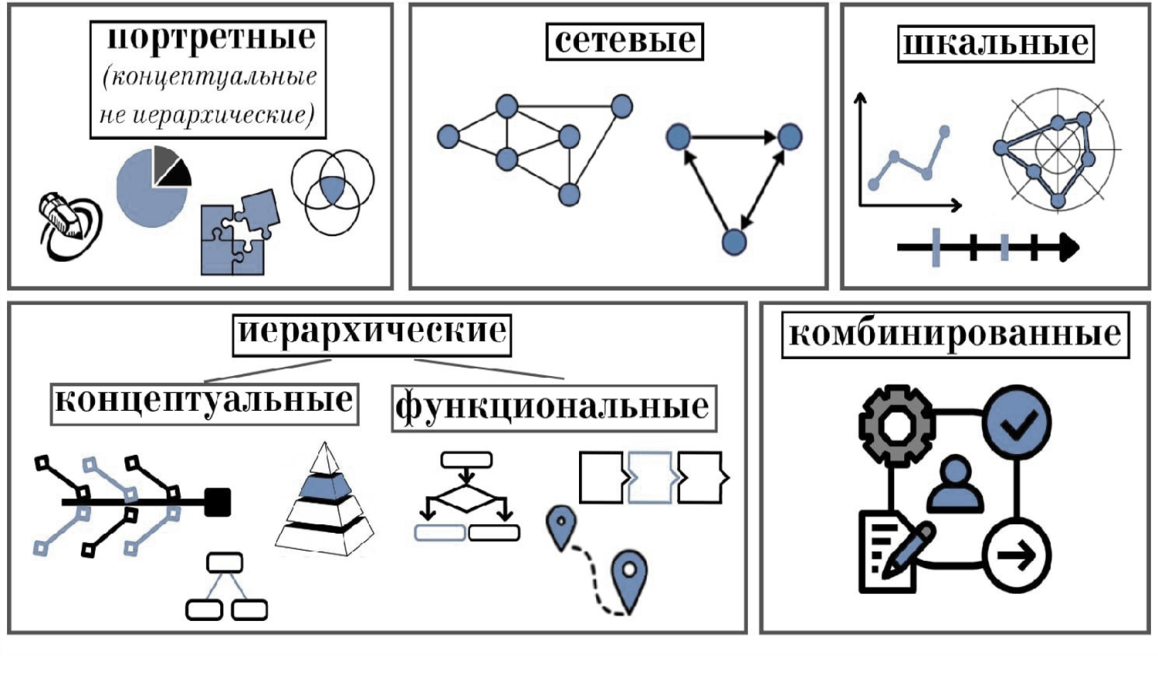 портретные
(концептуальные
не иерархические)
сетевые
шкальные
иерархические
концептуальные
функциональные
комбинированные